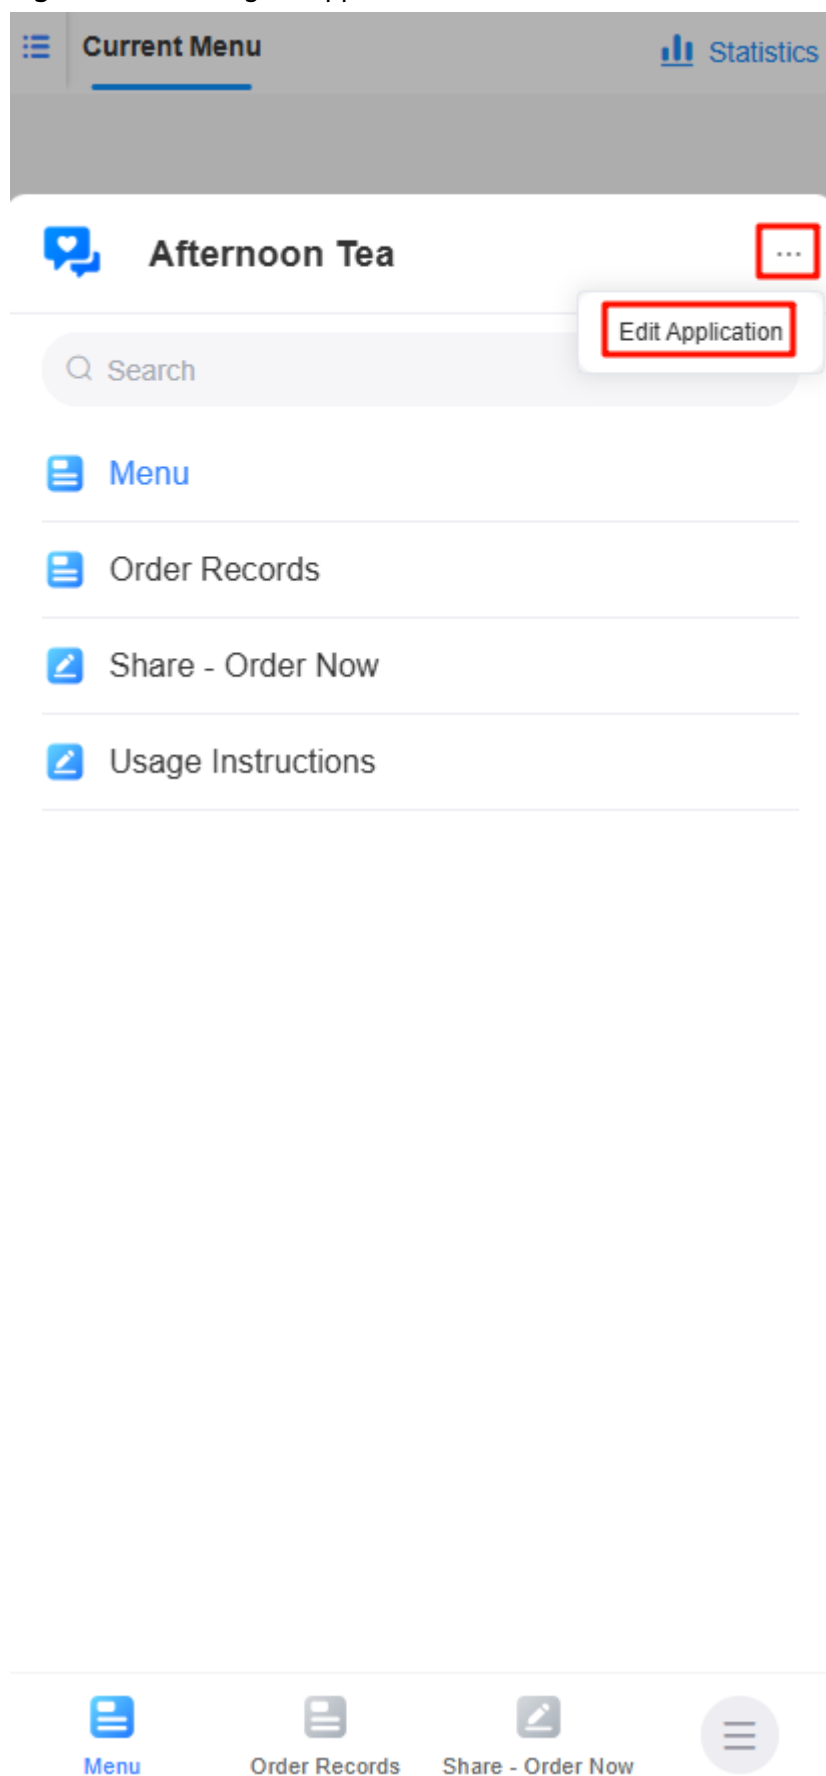 Current Menu
Statistics
Afternoon Tea
...
Edit Application
Search
Menu
Order Records
Share - Order Now
Usage Instructions
Menu Order Records Share - Order Now